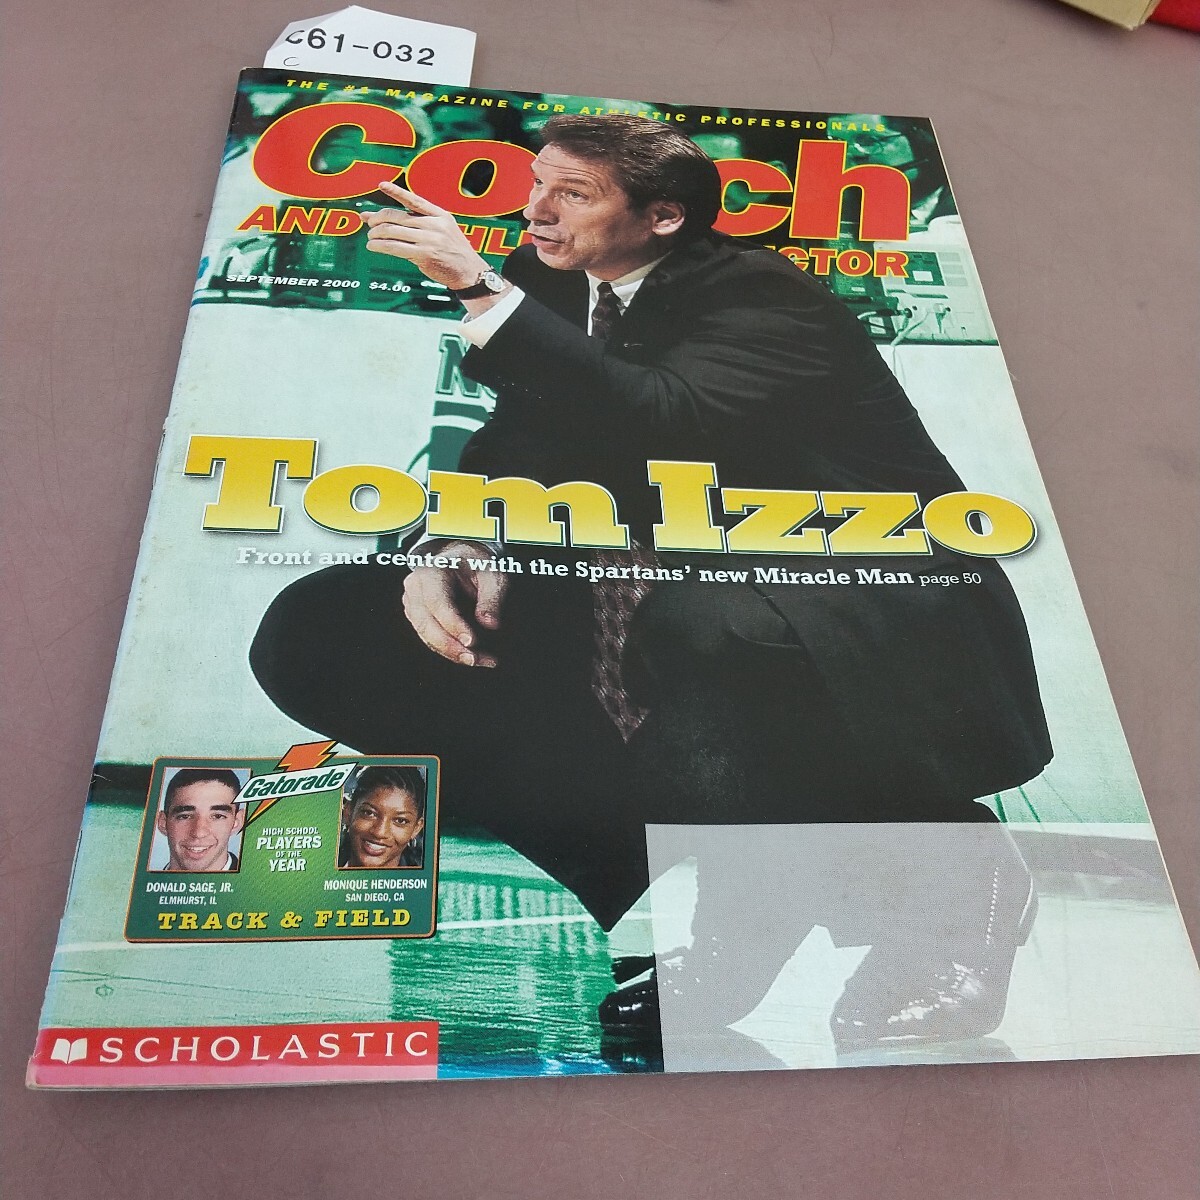 C61-032
C
THE #1 MAGAZINE FOR ATHLETIC PROFESSIONALS
Coach
AND ATHLETIC DIRECTOR
SEPTEMBER 2000 $4.00
Tom Izzo
Front and center with the Spartans' new Miracle Man page 50
Gatorade
HIGH SCHOOL
PLAYERS
OF THE
YEAR
DONALD SAGE, JR.
ELMHURST, IL
MONIQUE HENDERSON
SAN DIEGO, CA
TRACK & FIELD
SCHOLASTIC